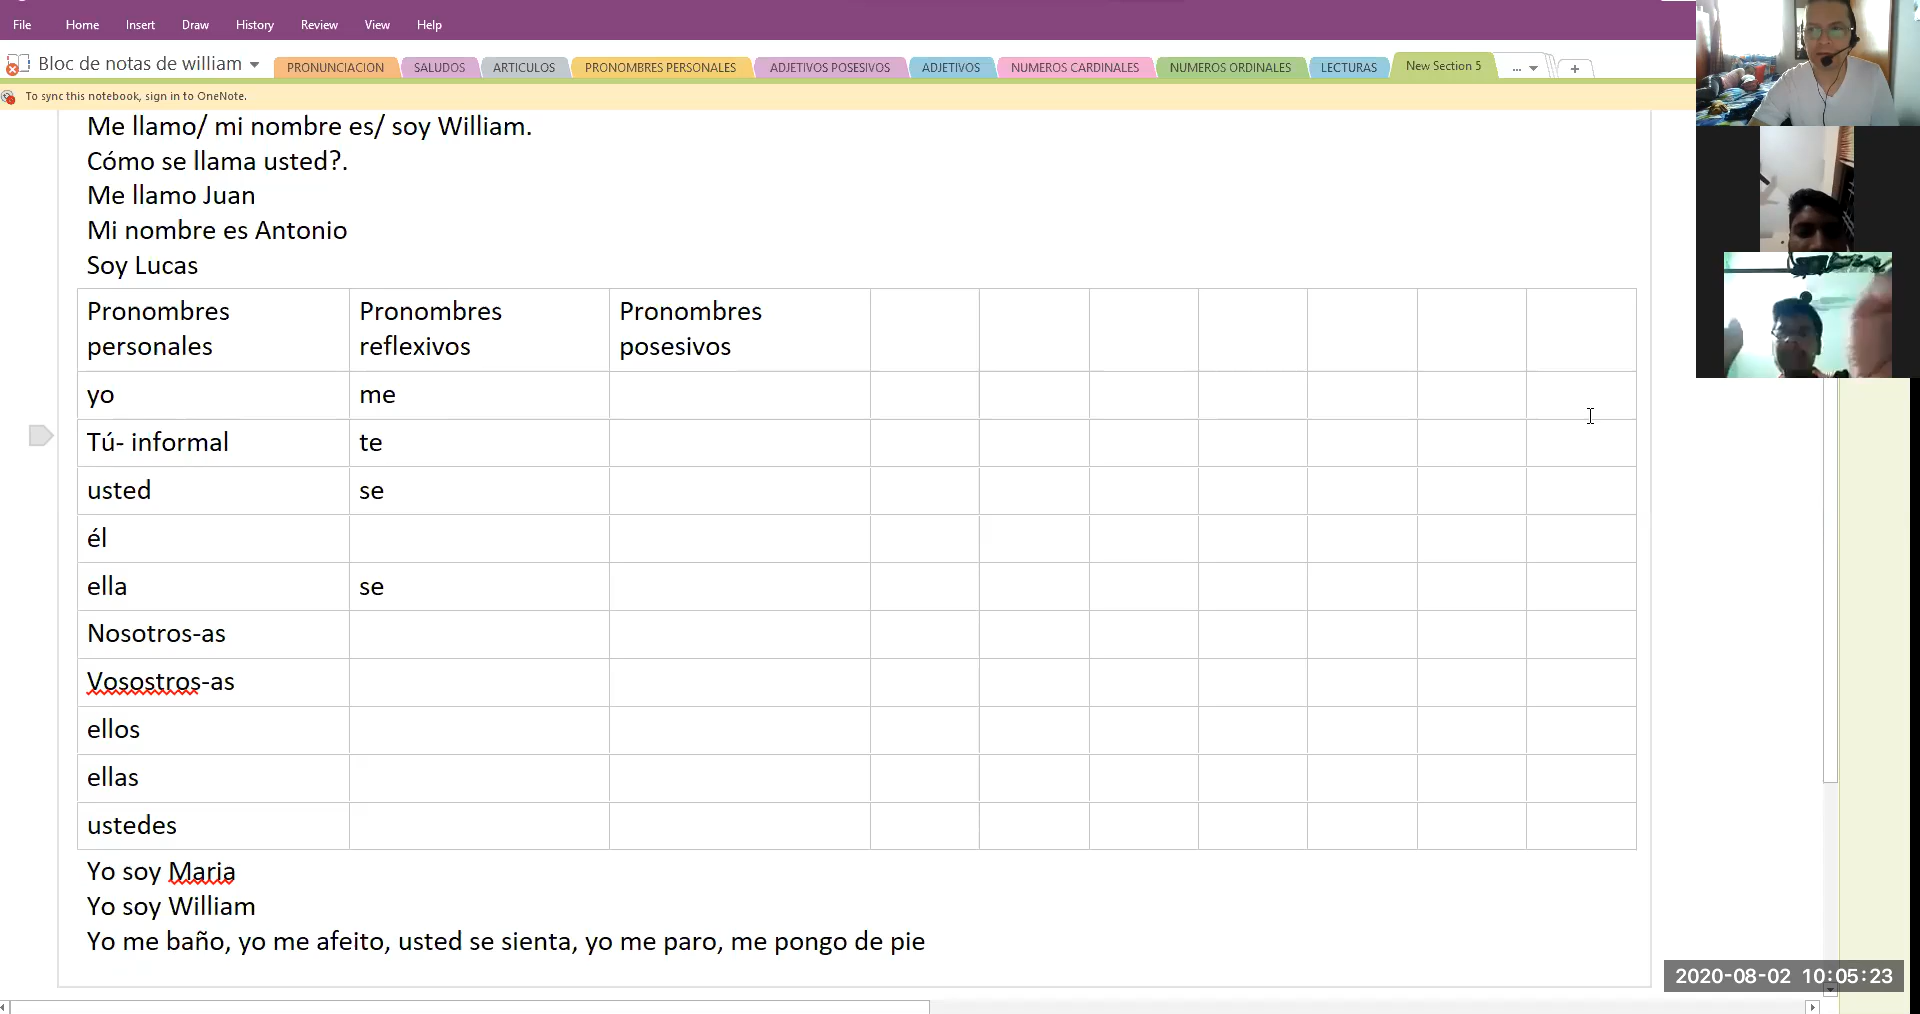 File Home Insert Draw History Review View Help
Bloc de notas de william
PRONUNCIACION SALUDOS ARTICULOS PRONOMBRES PERSONALES ADJETIVOS POSESIVOS ADJETIVOS NUMEROS CARDINALES NUMEROS ORDINALES LECTURAS New Section 5 ... +
To sync this notebook, sign in to OneNote.
Me llamo/ mi nombre es/ soy William.
Cómo se llama usted?.
Me llamo Juan
Mi nombre es Antonio
Soy Lucas
Pronombres personales Pronombres reflexivos Pronombres posesivos
yo me
Tú- informal te
usted se
él
ella se
Nosotros-as
Vosostros-as
ellos
ellas
ustedes
Yo soy Maria
Yo soy William
Yo me baño, yo me afeito, usted se sienta, yo me paro, me pongo de pie
2020-08-02 10:05:23